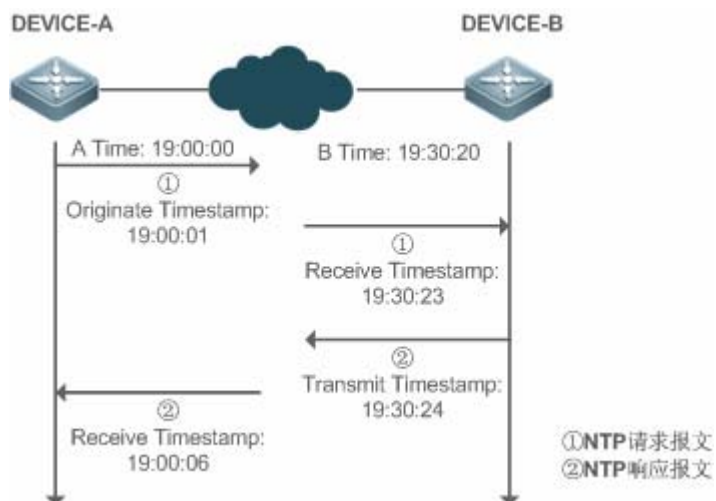 DEVICE-A
DEVICE-B
A Time: 19:00:00
B Time: 19:30:20
①
Originate Timestamp:
19:00:01
①
Receive Timestamp:
19:30:23
②
Transmit Timestamp:
19:30:24
②
Receive Timestamp:
19:00:06
①NTP请求报文
②NTP响应报文